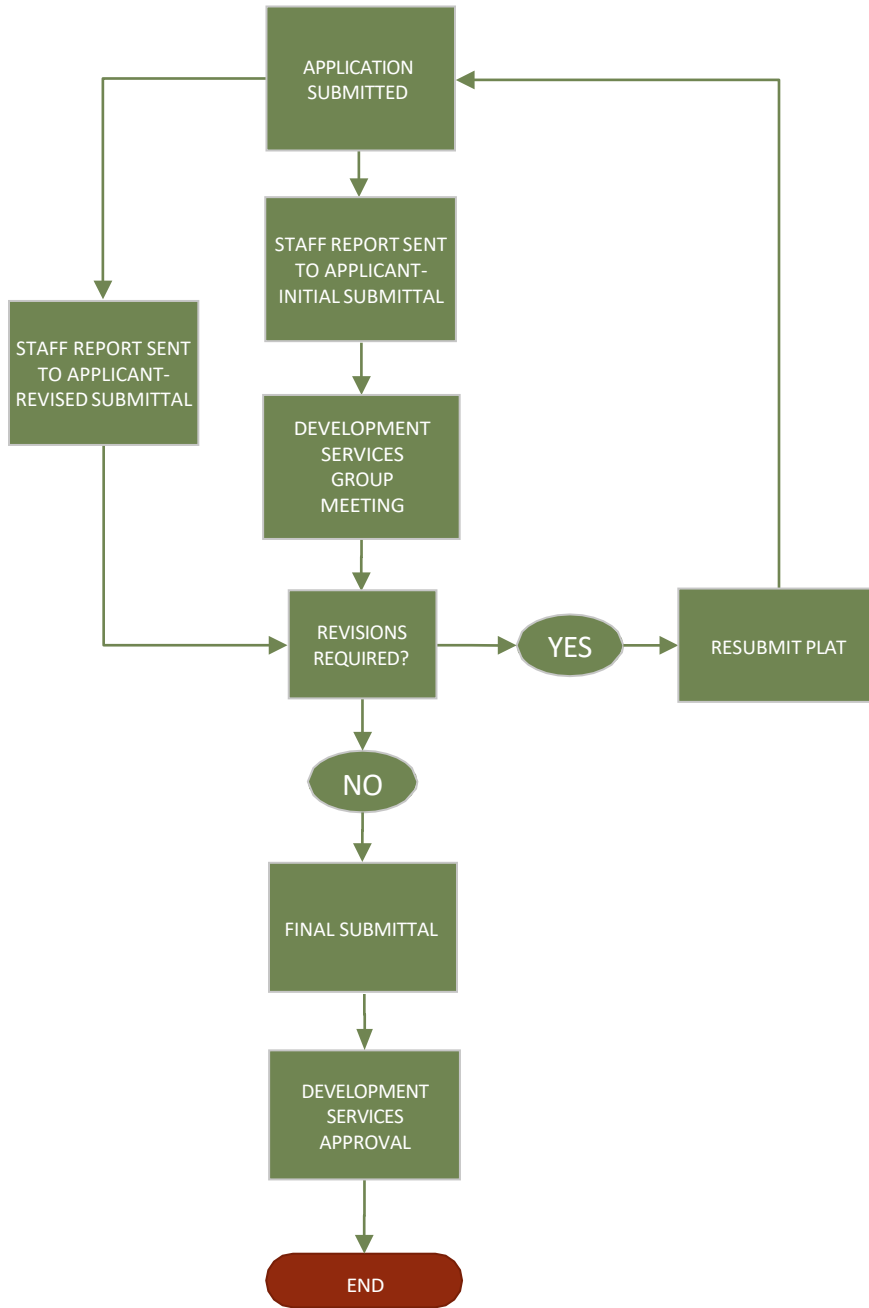 APPLICATION
SUBMITTED
STAFF REPORT SENT
TO APPLICANT-
INITIAL SUBMITTAL
STAFF REPORT SENT
TO APPLICANT-
REVISED SUBMITTAL
DEVELOPMENT
SERVICES
GROUP
MEETING
REVISIONS
REQUIRED?
YES
RESUBMIT PLAT
NO
FINAL SUBMITTAL
DEVELOPMENT
SERVICES
APPROVAL
END